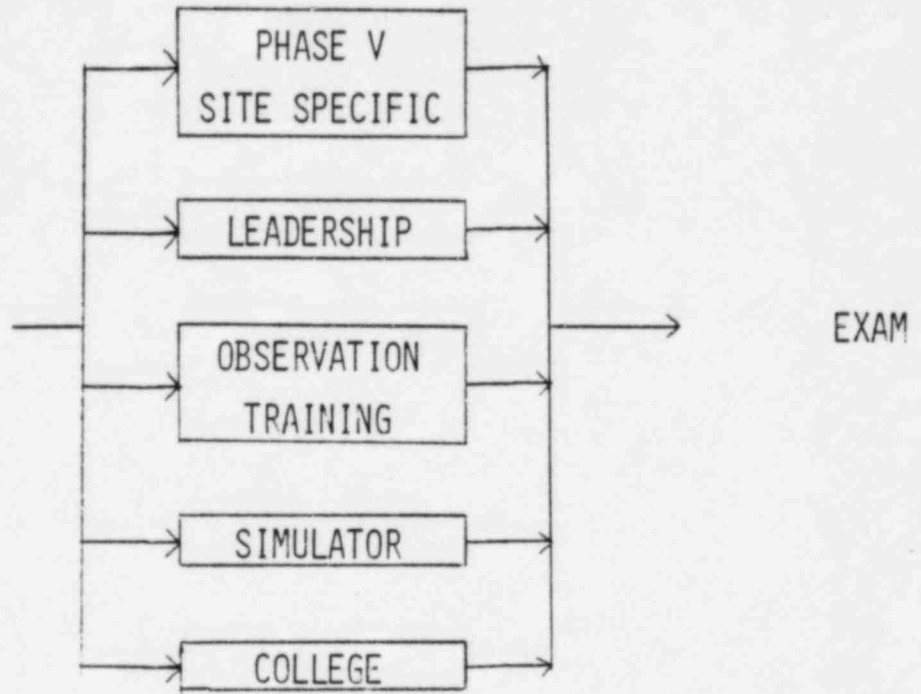 PHASE V
SITE SPECIFIC
LEADERSHIP
OBSERVATION
TRAINING
EXAM
SIMULATOR
COLLEGE